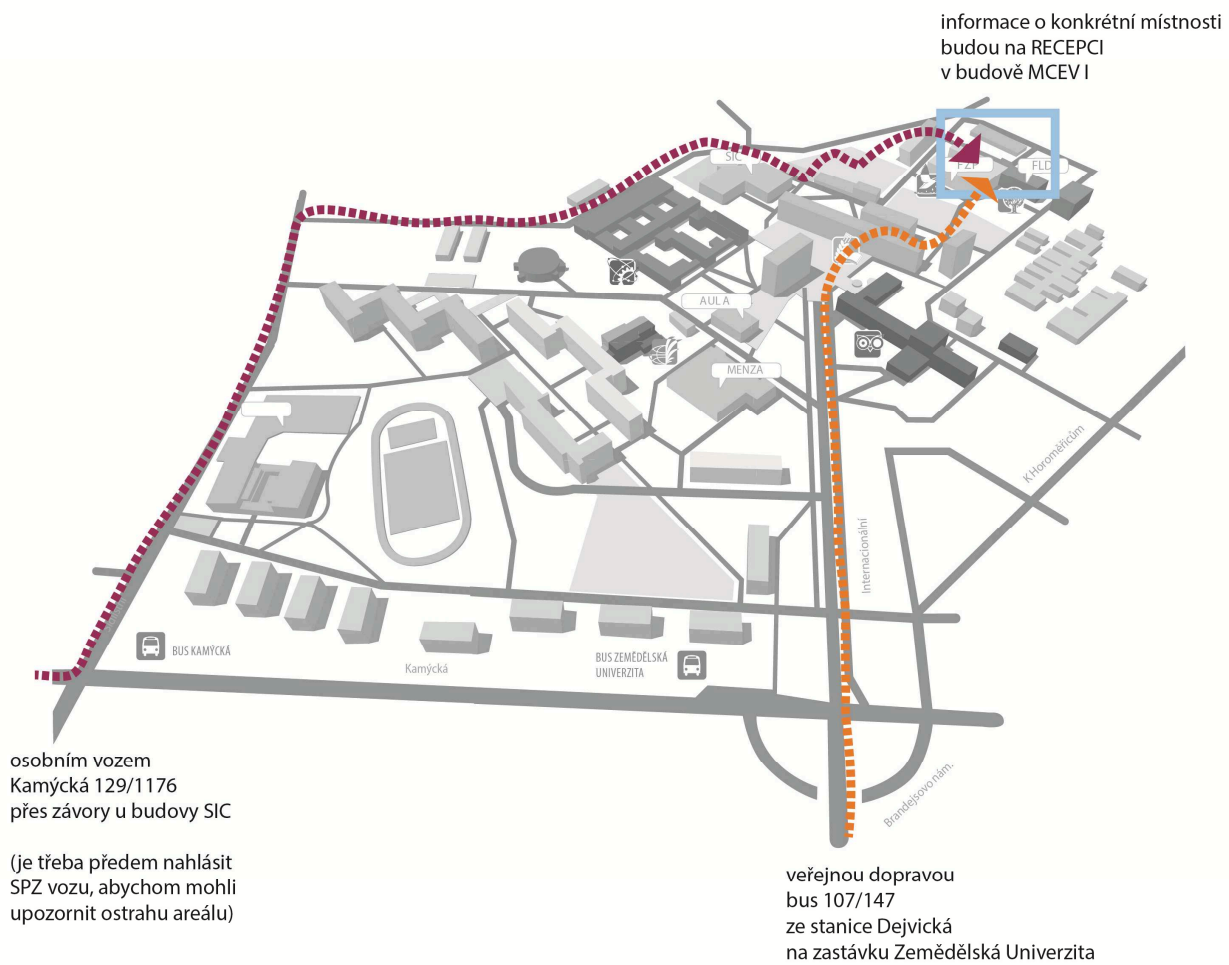 informace o konkrétní místnosti
budou na RECEPCI
v budově MCEV I
SIC
FLD
AULA
MENZA
K Horoměřicům
Internacionální
BUS KAMÝCKÁ
Kamýcká
BUS ZEMĚDĚLSKÁ
UNIVERZITA
Brandejsovo nám.
osobním vozem
Kamýcká 129/1176
přes závory u budovy SIC
(je třeba předem nahlásit
SPZ vozu, abychom mohli
upozornit ostrahu areálu)
veřejnou dopravou
bus 107/147
ze stanice Dejvická
na zastávku Zemědělská Univerzita